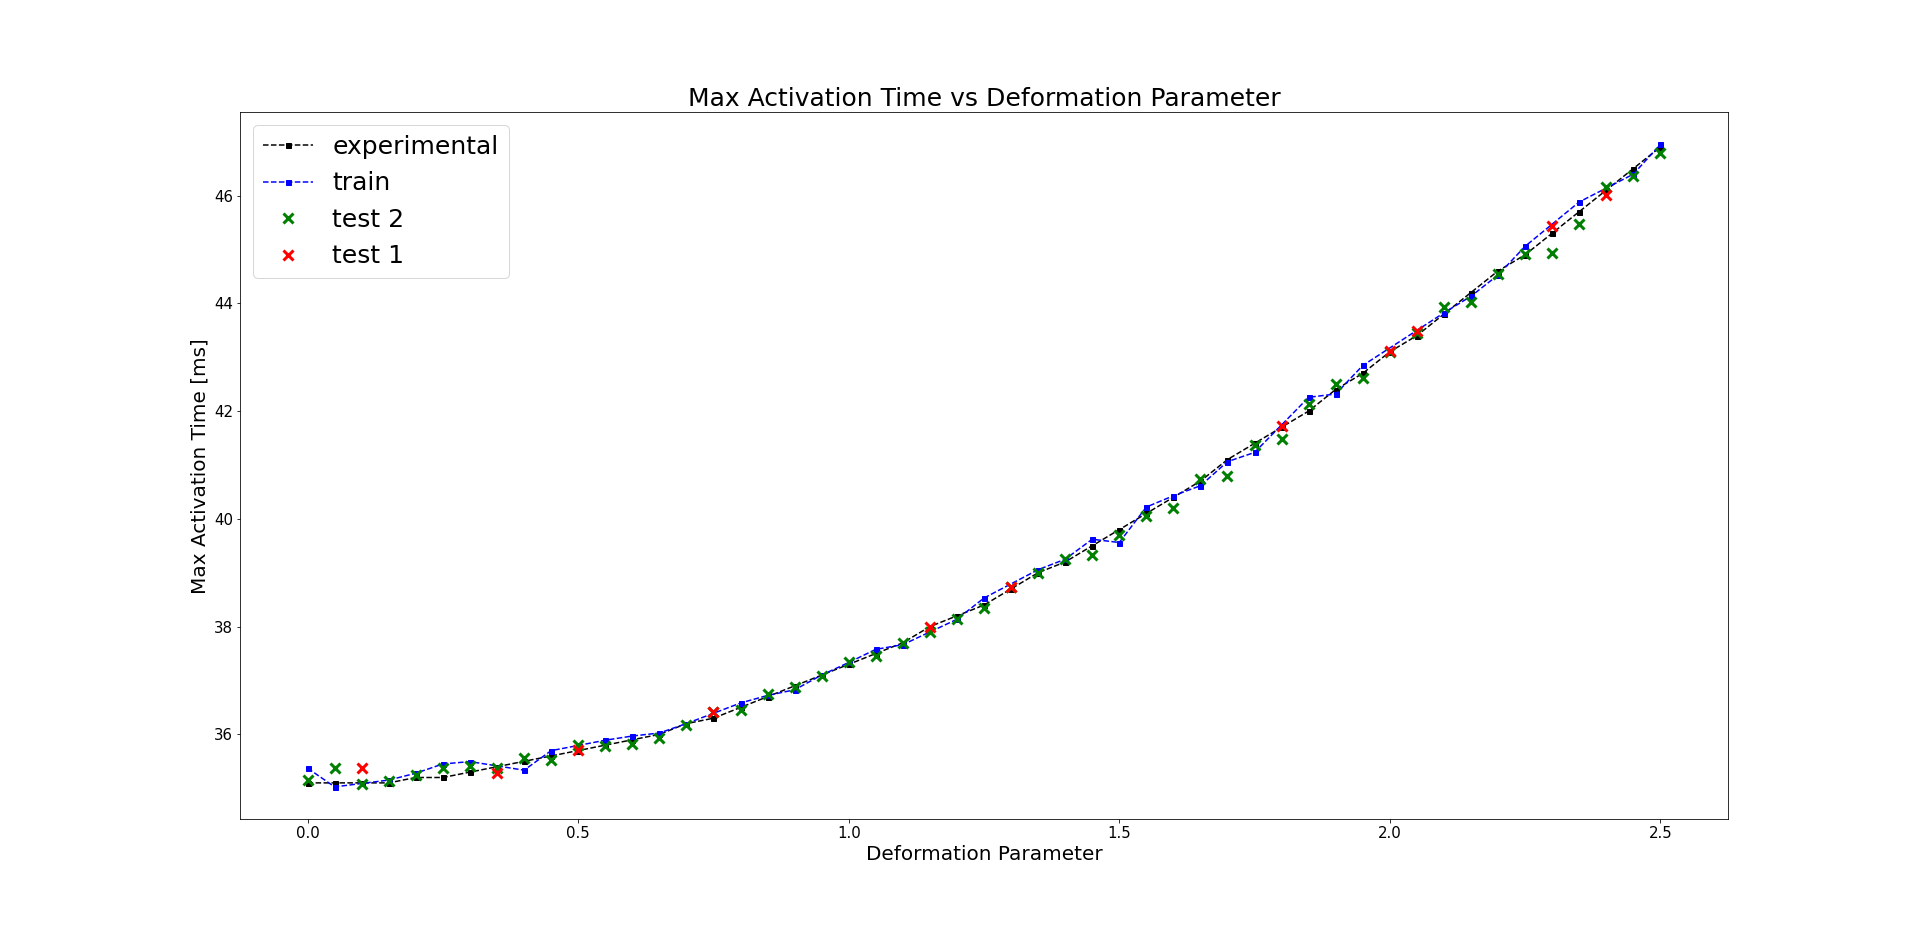 Max Activation Time vs Deformation Parameter
experimental
train
test 2
test 1
46
44
42
40
38
36
Max Activation Time [ms]
0.0 0.5 1.0 1.5 2.0 2.5
Deformation Parameter